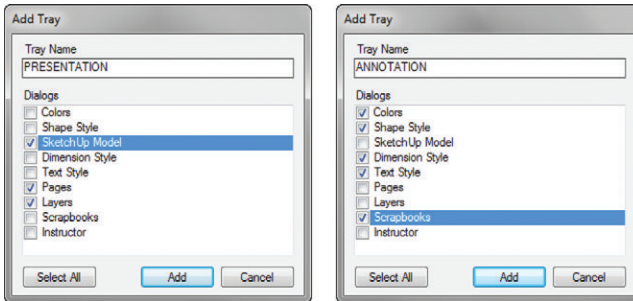 Add Tray
Tray Name
PRESENTATION
Dialogs
Colors
Shape Style
SketchUp Model
Dimension Style
Text Style
Pages
Layers
Scrapbooks
Instructor
Select All Add Cancel
Add Tray
Tray Name
ANNOTATION
Dialogs
Colors
Shape Style
SketchUp Model
Dimension Style
Text Style
Pages
Layers
Scrapbooks
Instructor
Select All Add Cancel